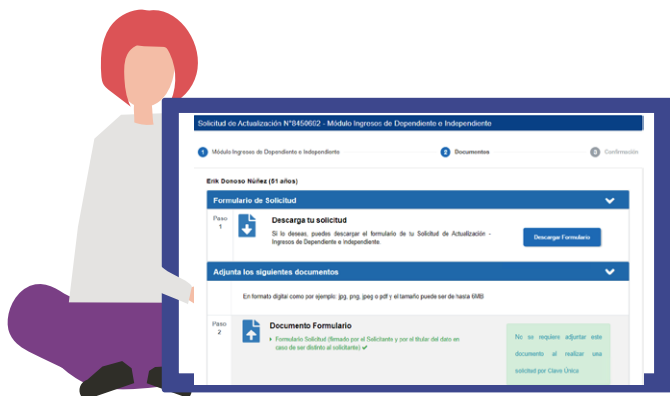 Solicitud de Actualización N°8450602 - Módulo Ingresos de Dependiente e Independiente
1 Módulo Ingresos de Dependiente e Independiente
2 Documentos
3 Confirmación
Erik Donoso Núñez (51 años)
Formulario de Solicitud
Paso
1
Descarga tu solicitud
Si lo deseas, puedes descargar el formulario de tu Solicitud de Actualización -
Ingresos de Dependiente e Independiente.
Descargar Formulario
Adjunta los siguientes documentos
En formato digital como por ejemplo: jpg, png, jpeg o pdf y el tamaño puede ser de hasta 6MB
Paso
2
Documento Formulario
Formulario Solicitud (firmado por el Solicitante y por el titular del dato en
caso de ser distinto al solicitante)
No se requiere adjuntar este
documento al realizar una
solicitud por Clave Única